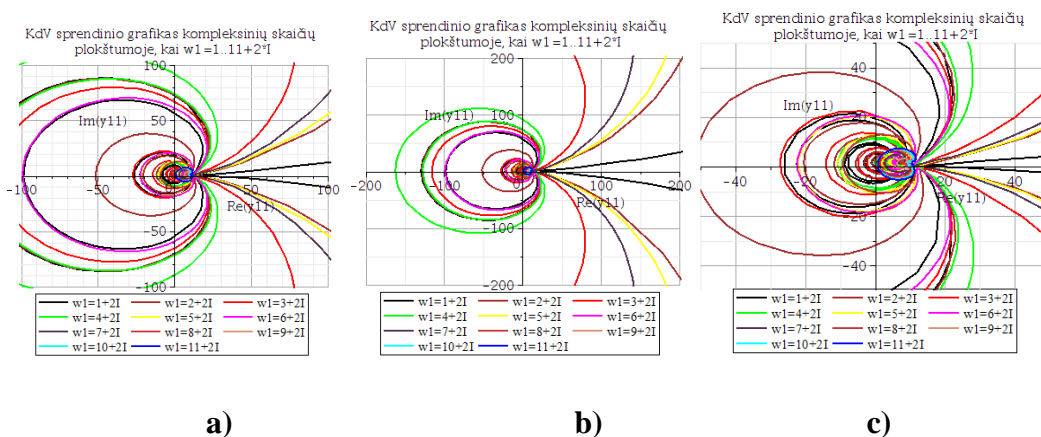 KdV sprendinio grafikas kompleksinių skaičių
plokštumoje, kai w1=1..11+2*I
100
Im(y11)
50
-100
-50
0
50
100
Re(y11)
-50
-100
w1=1+2I w1=2+2I w1=3+2I
w1=4+2I w1=5+2I w1=6+2I
w1=7+2I w1=8+2I w1=9+2I
w1=10+2I w1=11+2I
a)
KdV sprendinio grafikas kompleksinių skaičių
plokštumoje, kai w1=1..11+2*I
200
Im(y11)
100
-200
-100
0
100
200
Re(y11)
-100
-200
w1=1+2I w1=2+2I w1=3+2I
w1=4+2I w1=5+2I w1=6+2I
w1=7+2I w1=8+2I w1=9+2I
w1=10+2I w1=11+2I
b)
KdV sprendinio grafikas kompleksinių skaičių
plokštumoje, kai w1=1..11+2*I
40
Im(y11)
-40
-20
0
20
40
Re(y11)
-20
-40
w1=1+2I w1=2+2I w1=3+2I
w1=4+2I w1=5+2I w1=6+2I
w1=7+2I w1=8+2I w1=9+2I
w1=10+2I w1=11+2I
c)